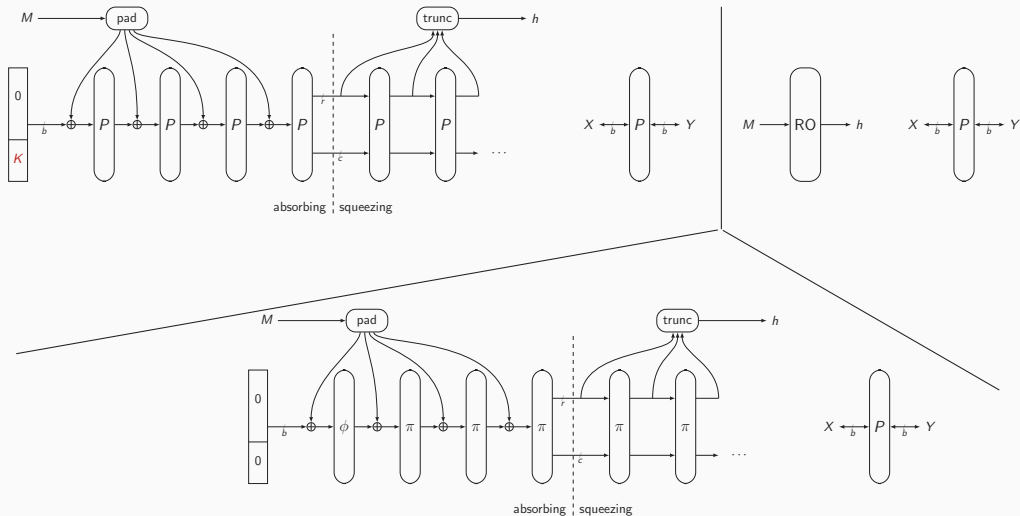 M pad trunc h
0
K
b P P P P r c P P ...
absorbing squeezing
X b P b Y
M RO h
X b P b Y
M pad trunc h
0
0
b ϕ π π π r c π π ...
absorbing squeezing
X b P b Y